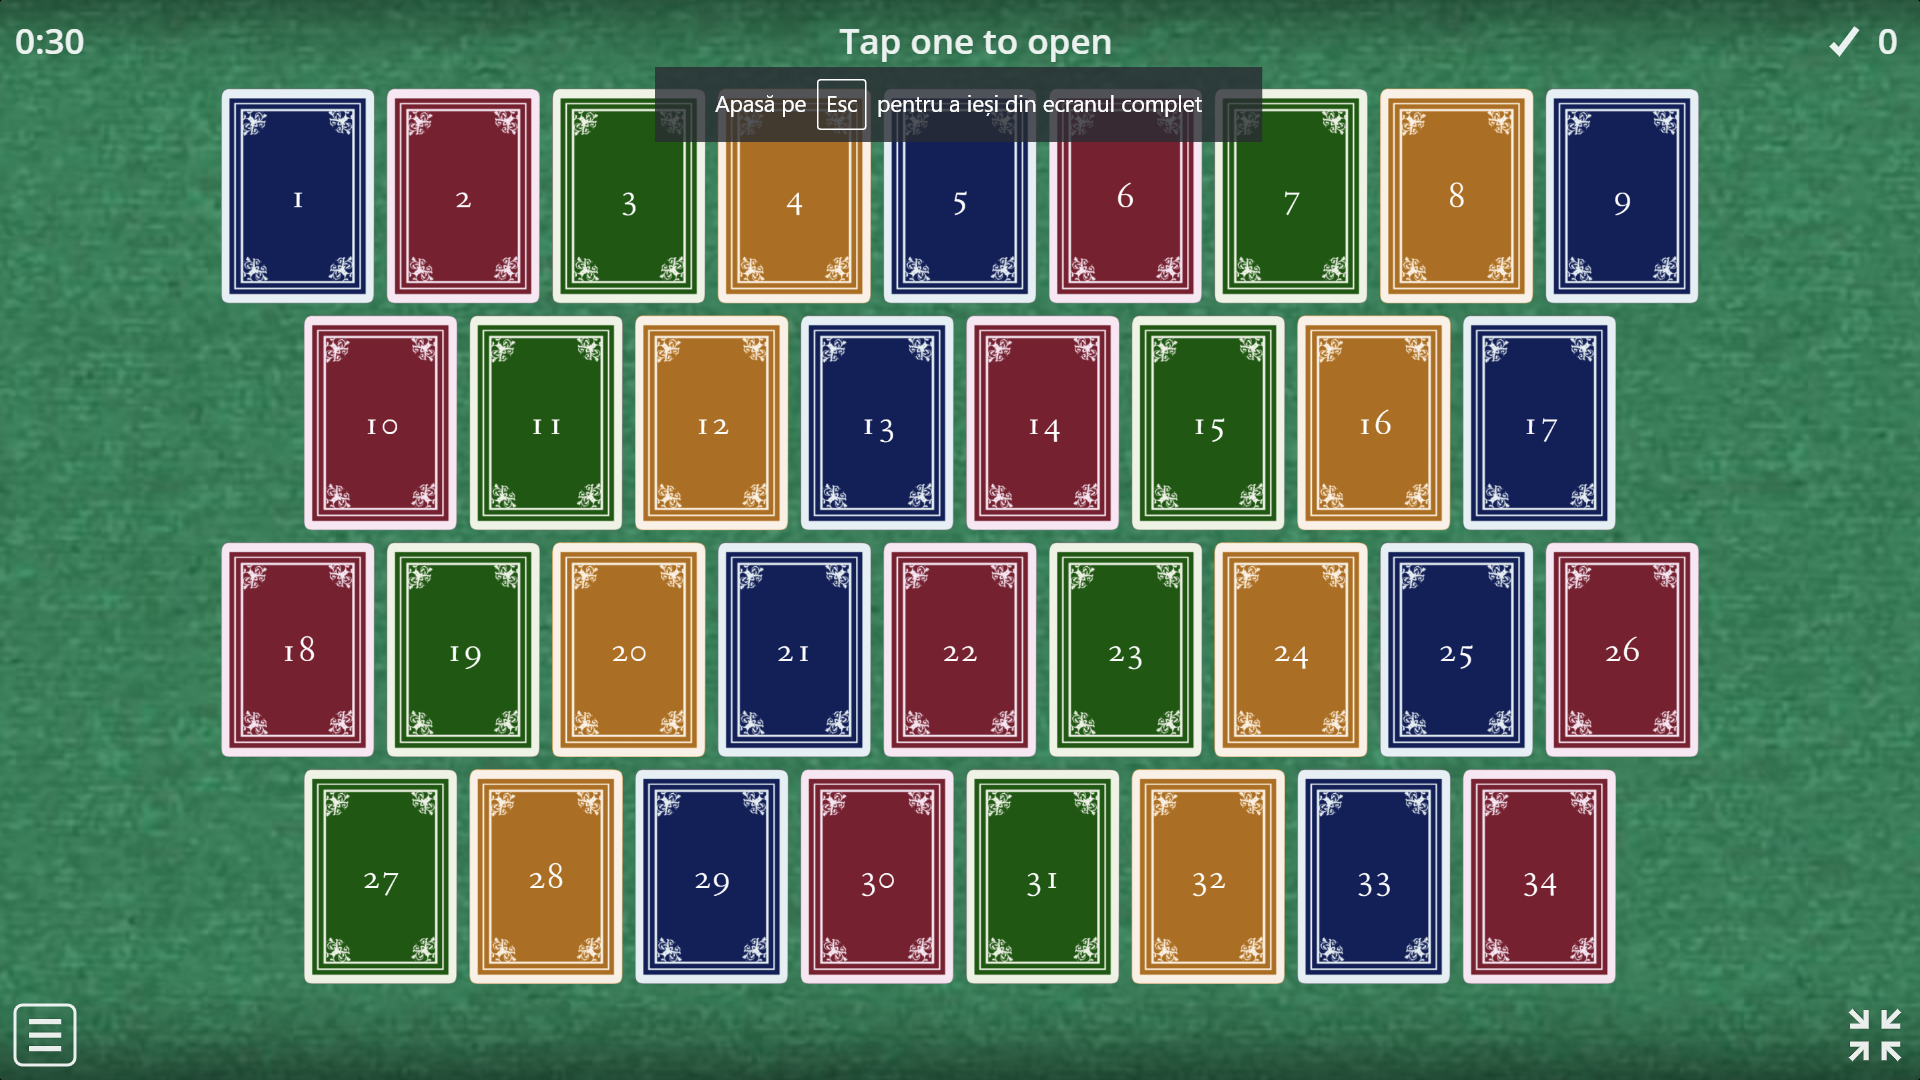 0:30 Tap one to open 0
Apasă pe Esc pentru a ieși din ecranul complet
1 2 3 4 5 6 7 8 9
10 11 12 13 14 15 16 17
18 19 20 21 22 23 24 25 26
27 28 29 30 31 32 33 34